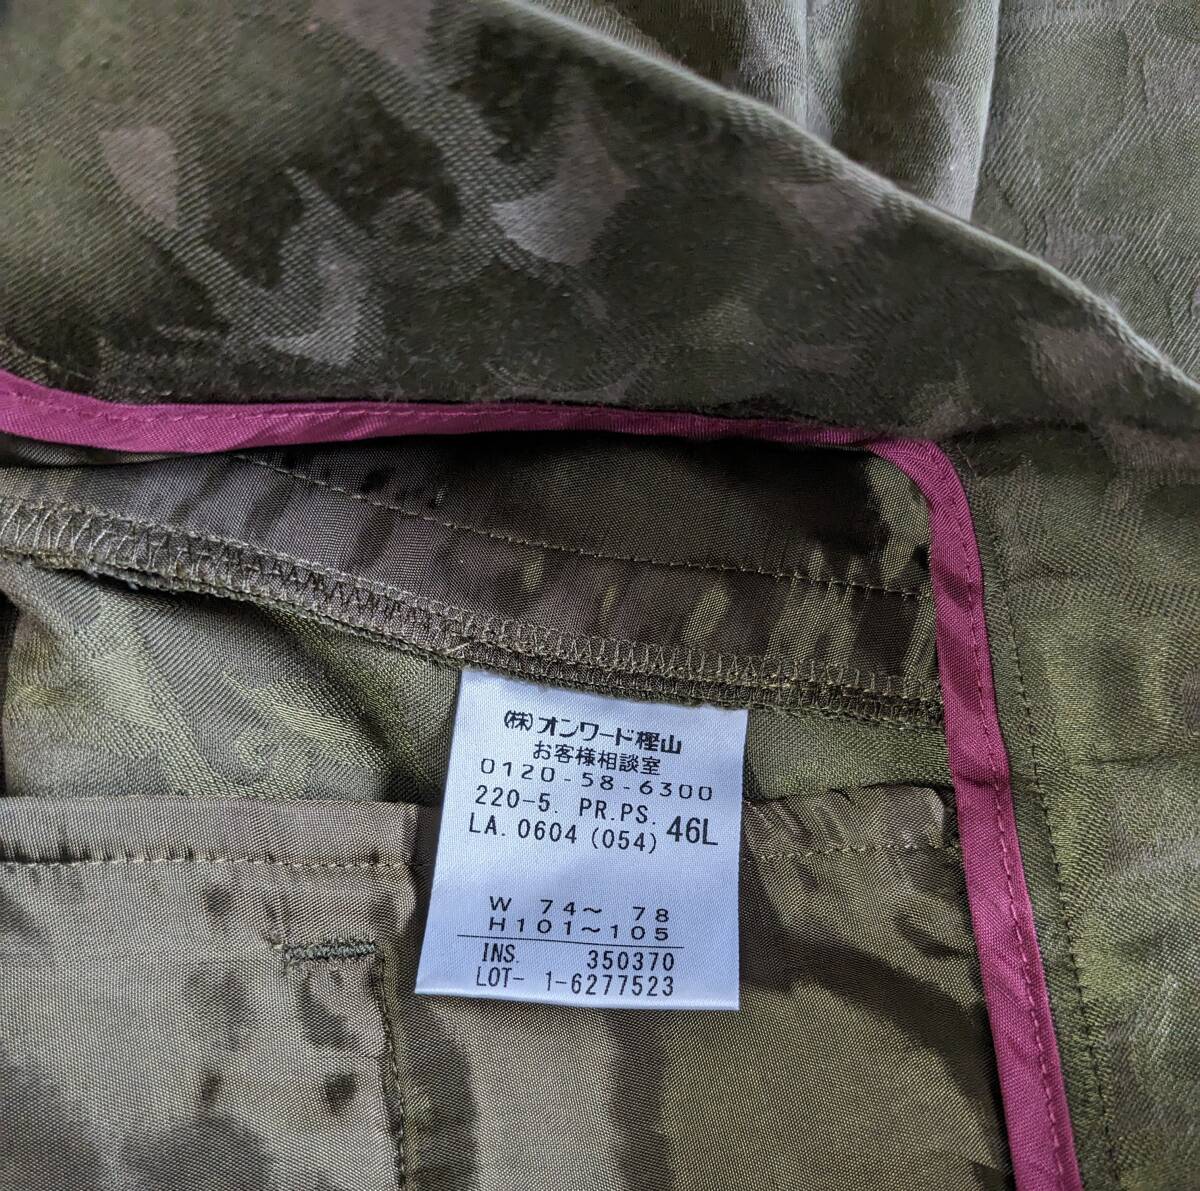 (株)オンワード樫山
お客様相談室
0120-58-6300
220-5. PR.PS. 46L
LA. 0604 (054)
W 74～ 78
H101～105
INS. 350370
LOT- 1-6277523